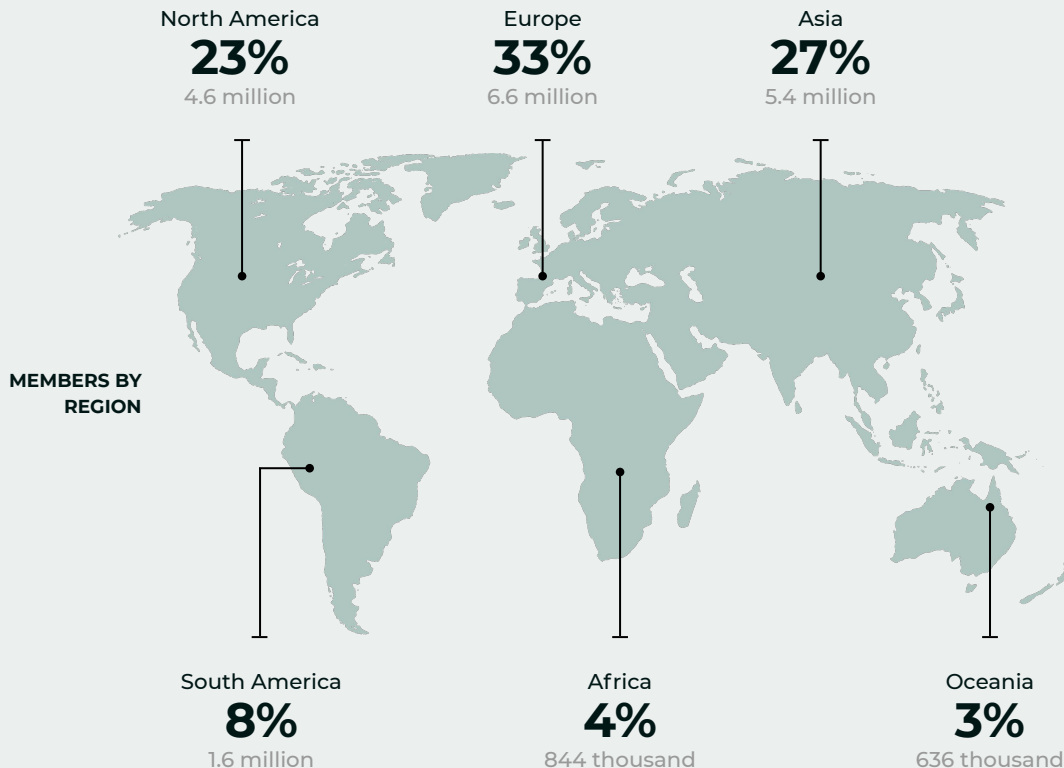 North America
23%
4.6 million
Europe
33%
6.6 million
Asia
27%
5.4 million
MEMBERS BY
REGION
South America
8%
1.6 million
Africa
4%
844 thousand
Oceania
3%
636 thousand